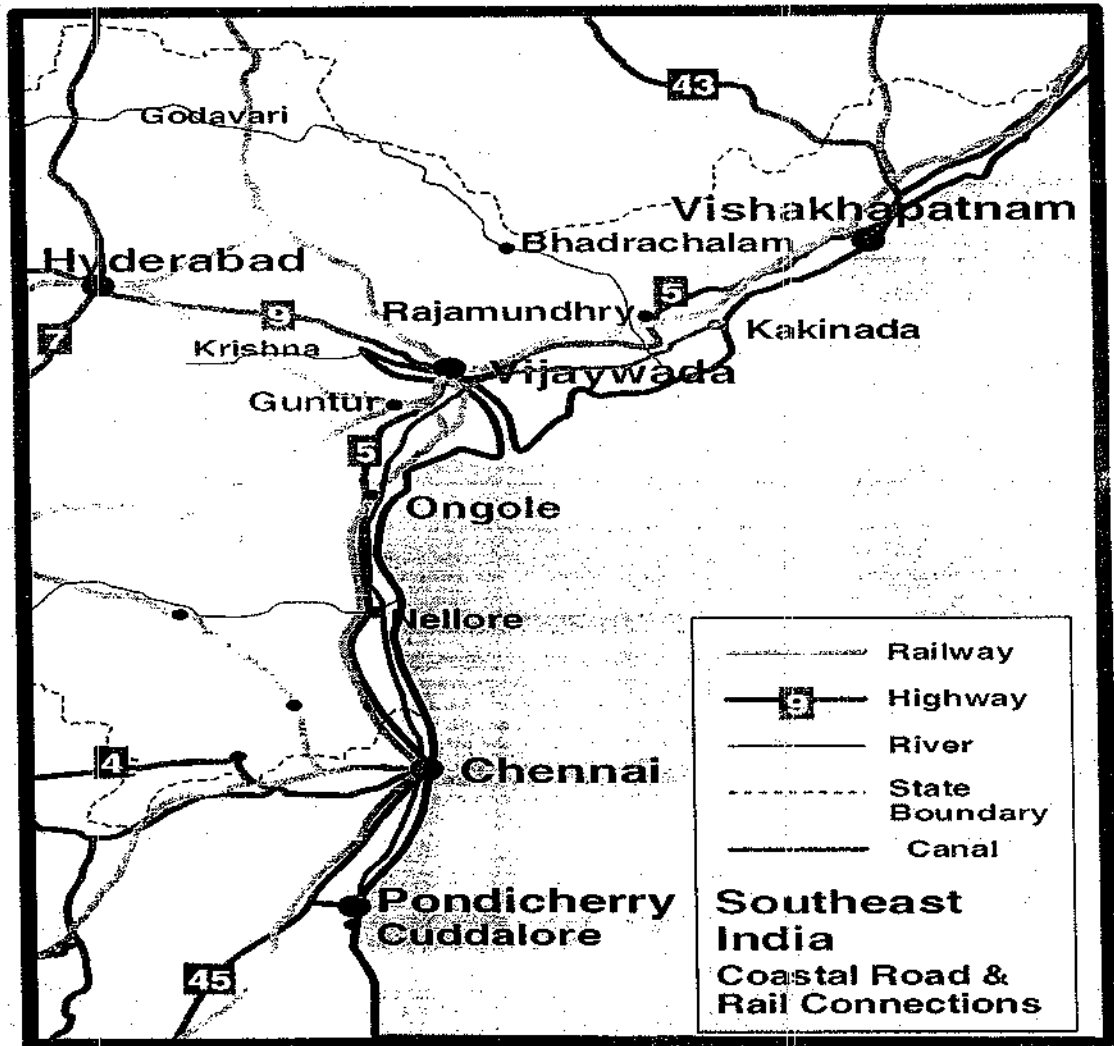 43
Godavari
Vishakhapatnam
Bhadrachalam
Hyderabad
5
9
Rajamundhry
7
Kakinada
Krishna
Vijaywada
Guntur
5
Ongole
Nellore
Railway
9 Highway
River
4
Chennai
State
Boundary
Canal
Pondicherry
Cuddalore
Southeast
India
45
Coastal Road &
Rail Connections